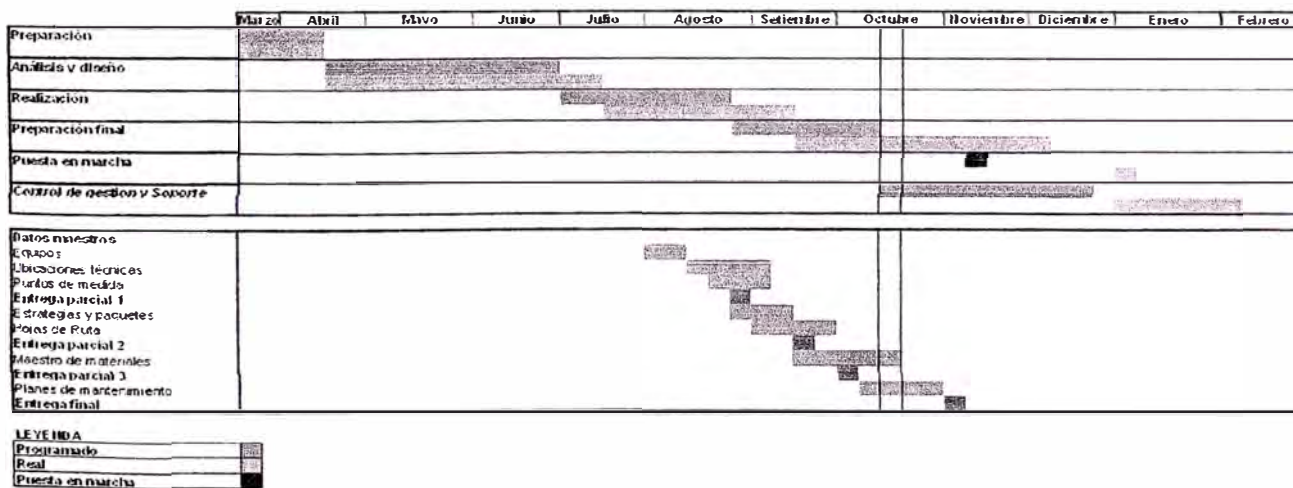 Marzo Abril Mayo Junio Julio Agosto Setiembre Octubre Noviembre Diciembre Enero Febrero
Preparación
Análisis y diseño
Realización
Preparación final
Puesta en marcha
Control de gestion y Soporte
Datos maestros
Equipos
Ubicaciones técnicas
Puntos de medida
Entrega parcial 1
Estrategias y paquetes
Hojas de Ruta
Entrega parcial 2
Maestro de materiales
Entrega parcial 3
Planes de mantenimiento
Entrega final
LEYENDA
Programado
Real
Puesta en marcha